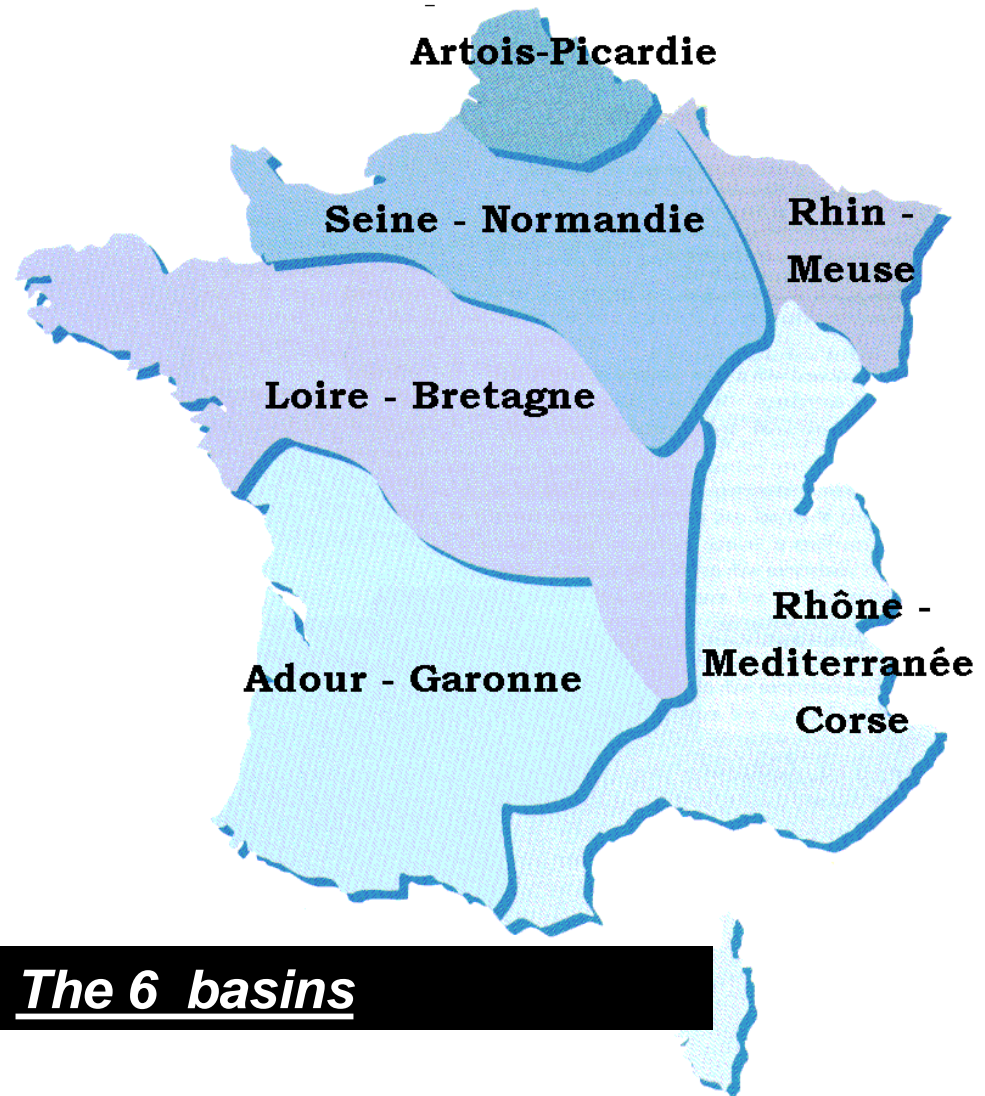 Artois-Picardie
Seine - Normandie
Rhin -
Meuse
Loire - Bretagne
Rhône -
Mediterranée
Corse
Adour - Garonne
The 6 basins